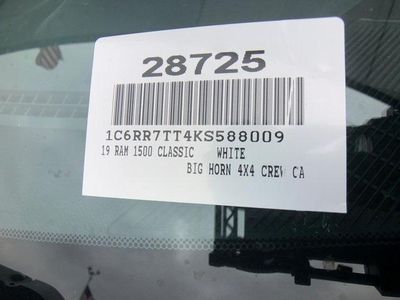 28725
1C6RR7TT4KS588009
19 RAM 1500 CLASSIC WHITE
BIG HORN 4X4 CREW CA